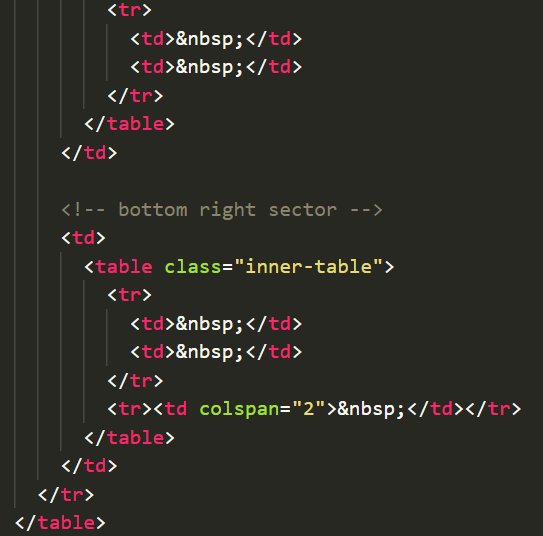 <tr>
<td>&nbsp;</td>
<td>&nbsp;</td>
</tr>
</table>
</td>
<!-- bottom right sector -->
<td>
<table class="inner-table">
<tr>
<td>&nbsp;</td>
<td>&nbsp;</td>
</tr>
<tr><td colspan="2">&nbsp;</td></tr>
</table>
</td>
</tr>
</table>